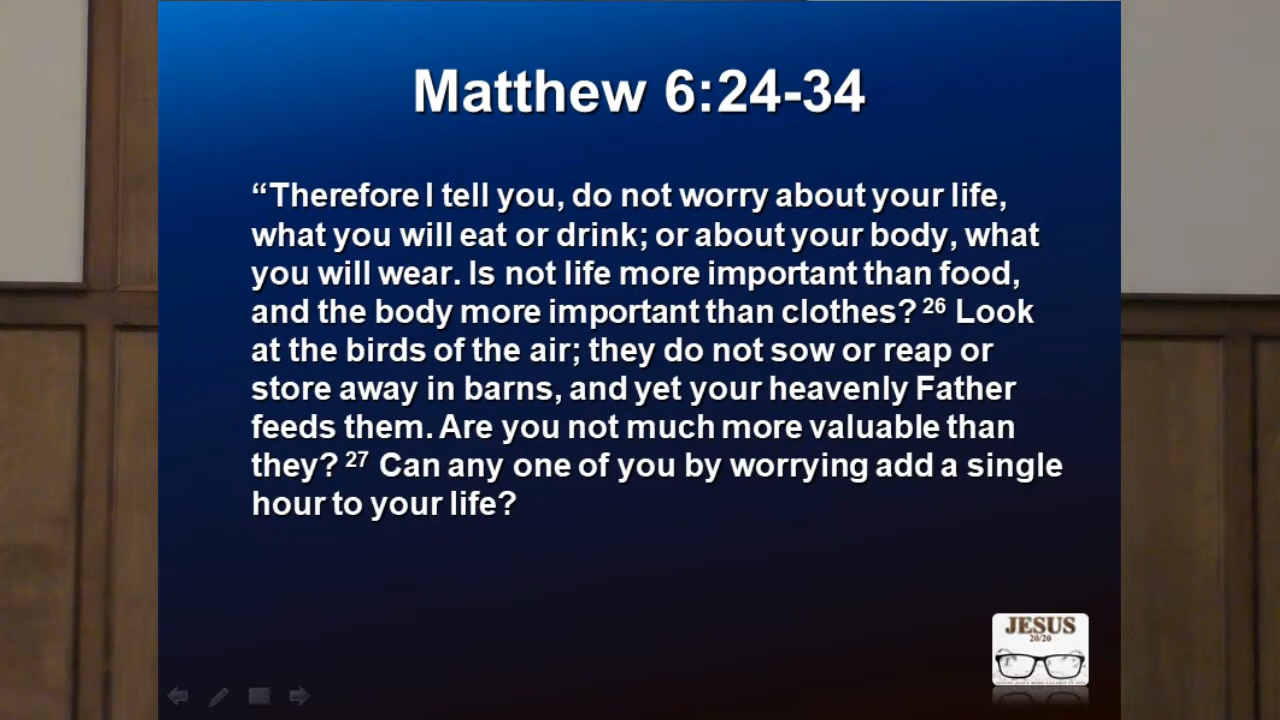 Matthew 6:24-34
“Therefore I tell you, do not worry about your life,
what you will eat or drink; or about your body, what
you will wear. Is not life more important than food,
and the body more important than clothes? 26 Look
at the birds of the air; they do not sow or reap or
store away in barns, and yet your heavenly Father
feeds them. Are you not much more valuable than
they? 27 Can any one of you by worrying add a single
hour to your life?
JESUS
20/20